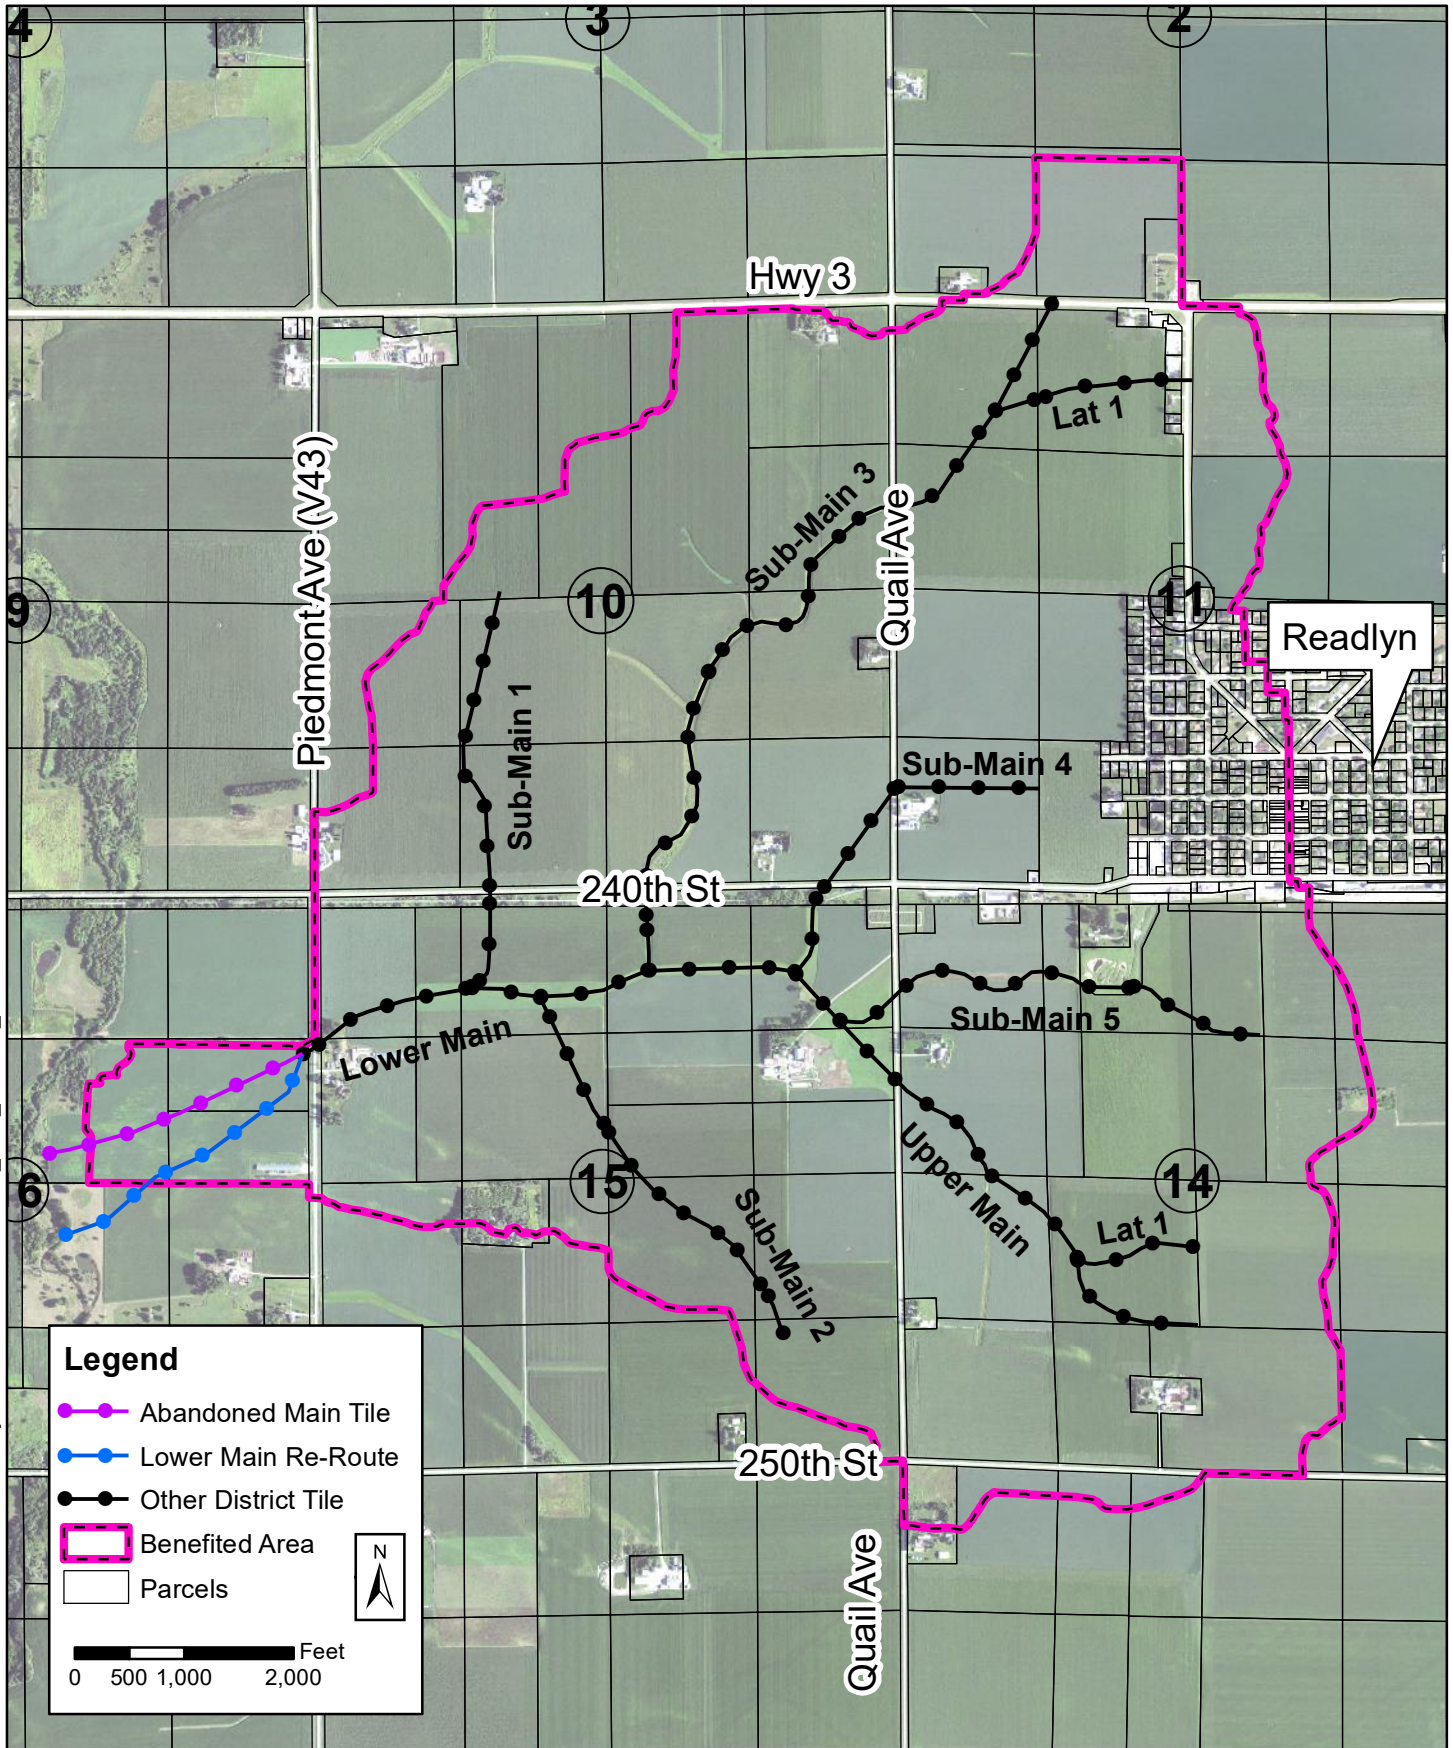 4
3
2
Hwy 3
Lat 1
Piedmont Ave (V43)
Sub-Main 3
Quail Ave
9
10
11
Readlyn
Sub-Main 1
Sub-Main 4
240th St
Lower Main
Sub-Main 5
6
15
Upper Main
14
Sub-Main 2
Lat 1
250th St
Quail Ave
Legend
Abandoned Main Tile
Lower Main Re-Route
Other District Tile
Benefited Area
Parcels
N
Feet
0 500 1,000 2,000